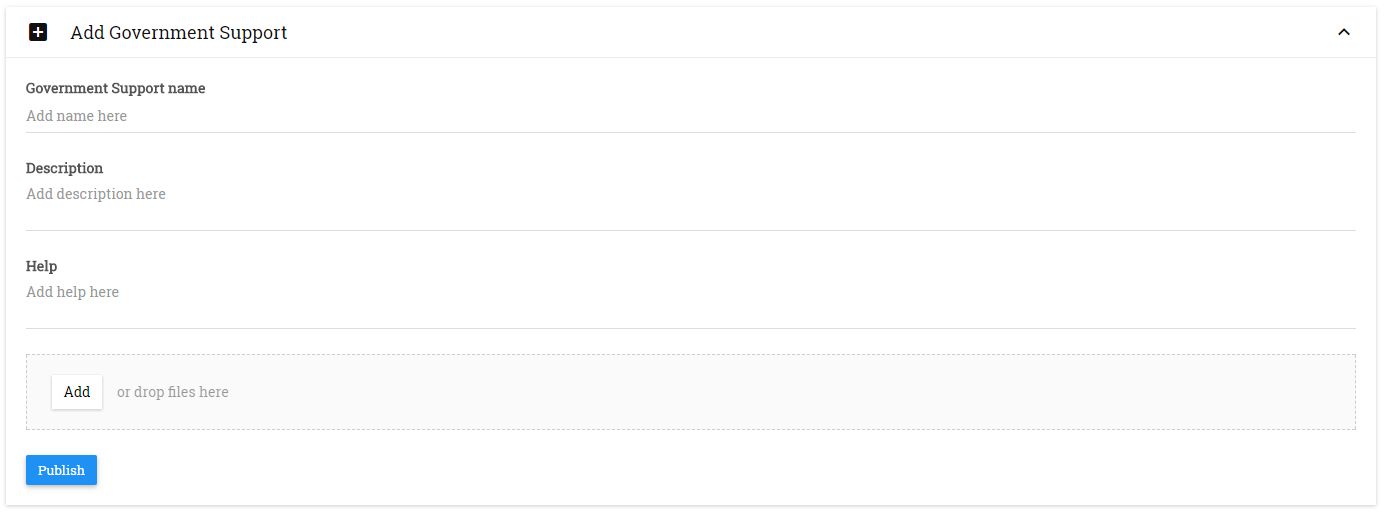 Add Government Support
Government Support name
Add name here
Description
Add description here
Help
Add help here
Add or drop files here
Publish